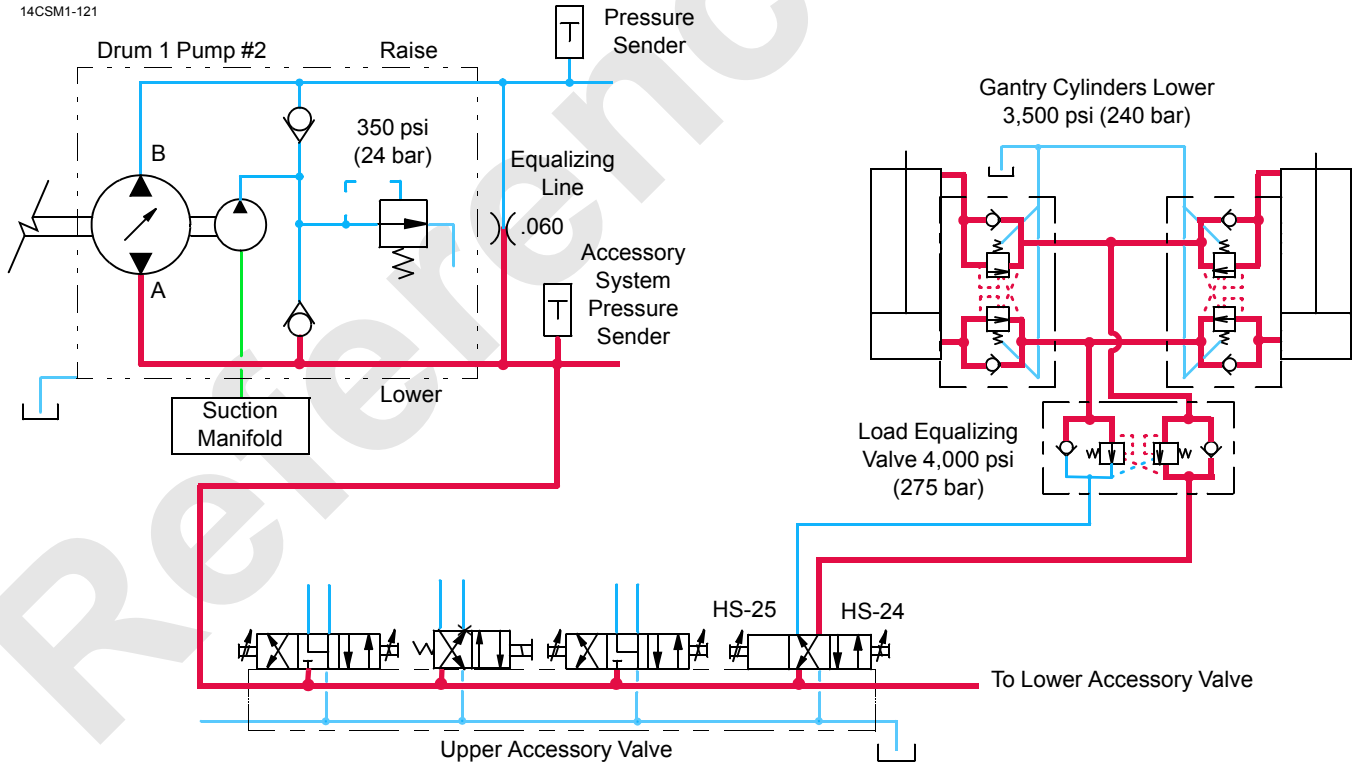 14CSM1-121
Drum 1 Pump #2
Raise
Pressure
Sender
B
350 psi
(24 bar)
Equalizing
Line
.060
A
Accessory
System
Pressure
Sender
T
T
Lower
Suction
Manifold
Gantry Cylinders Lower
3,500 psi (240 bar)
Load Equalizing
Valve 4,000 psi
(275 bar)
HS-25
HS-24
To Lower Accessory Valve
Upper Accessory Valve